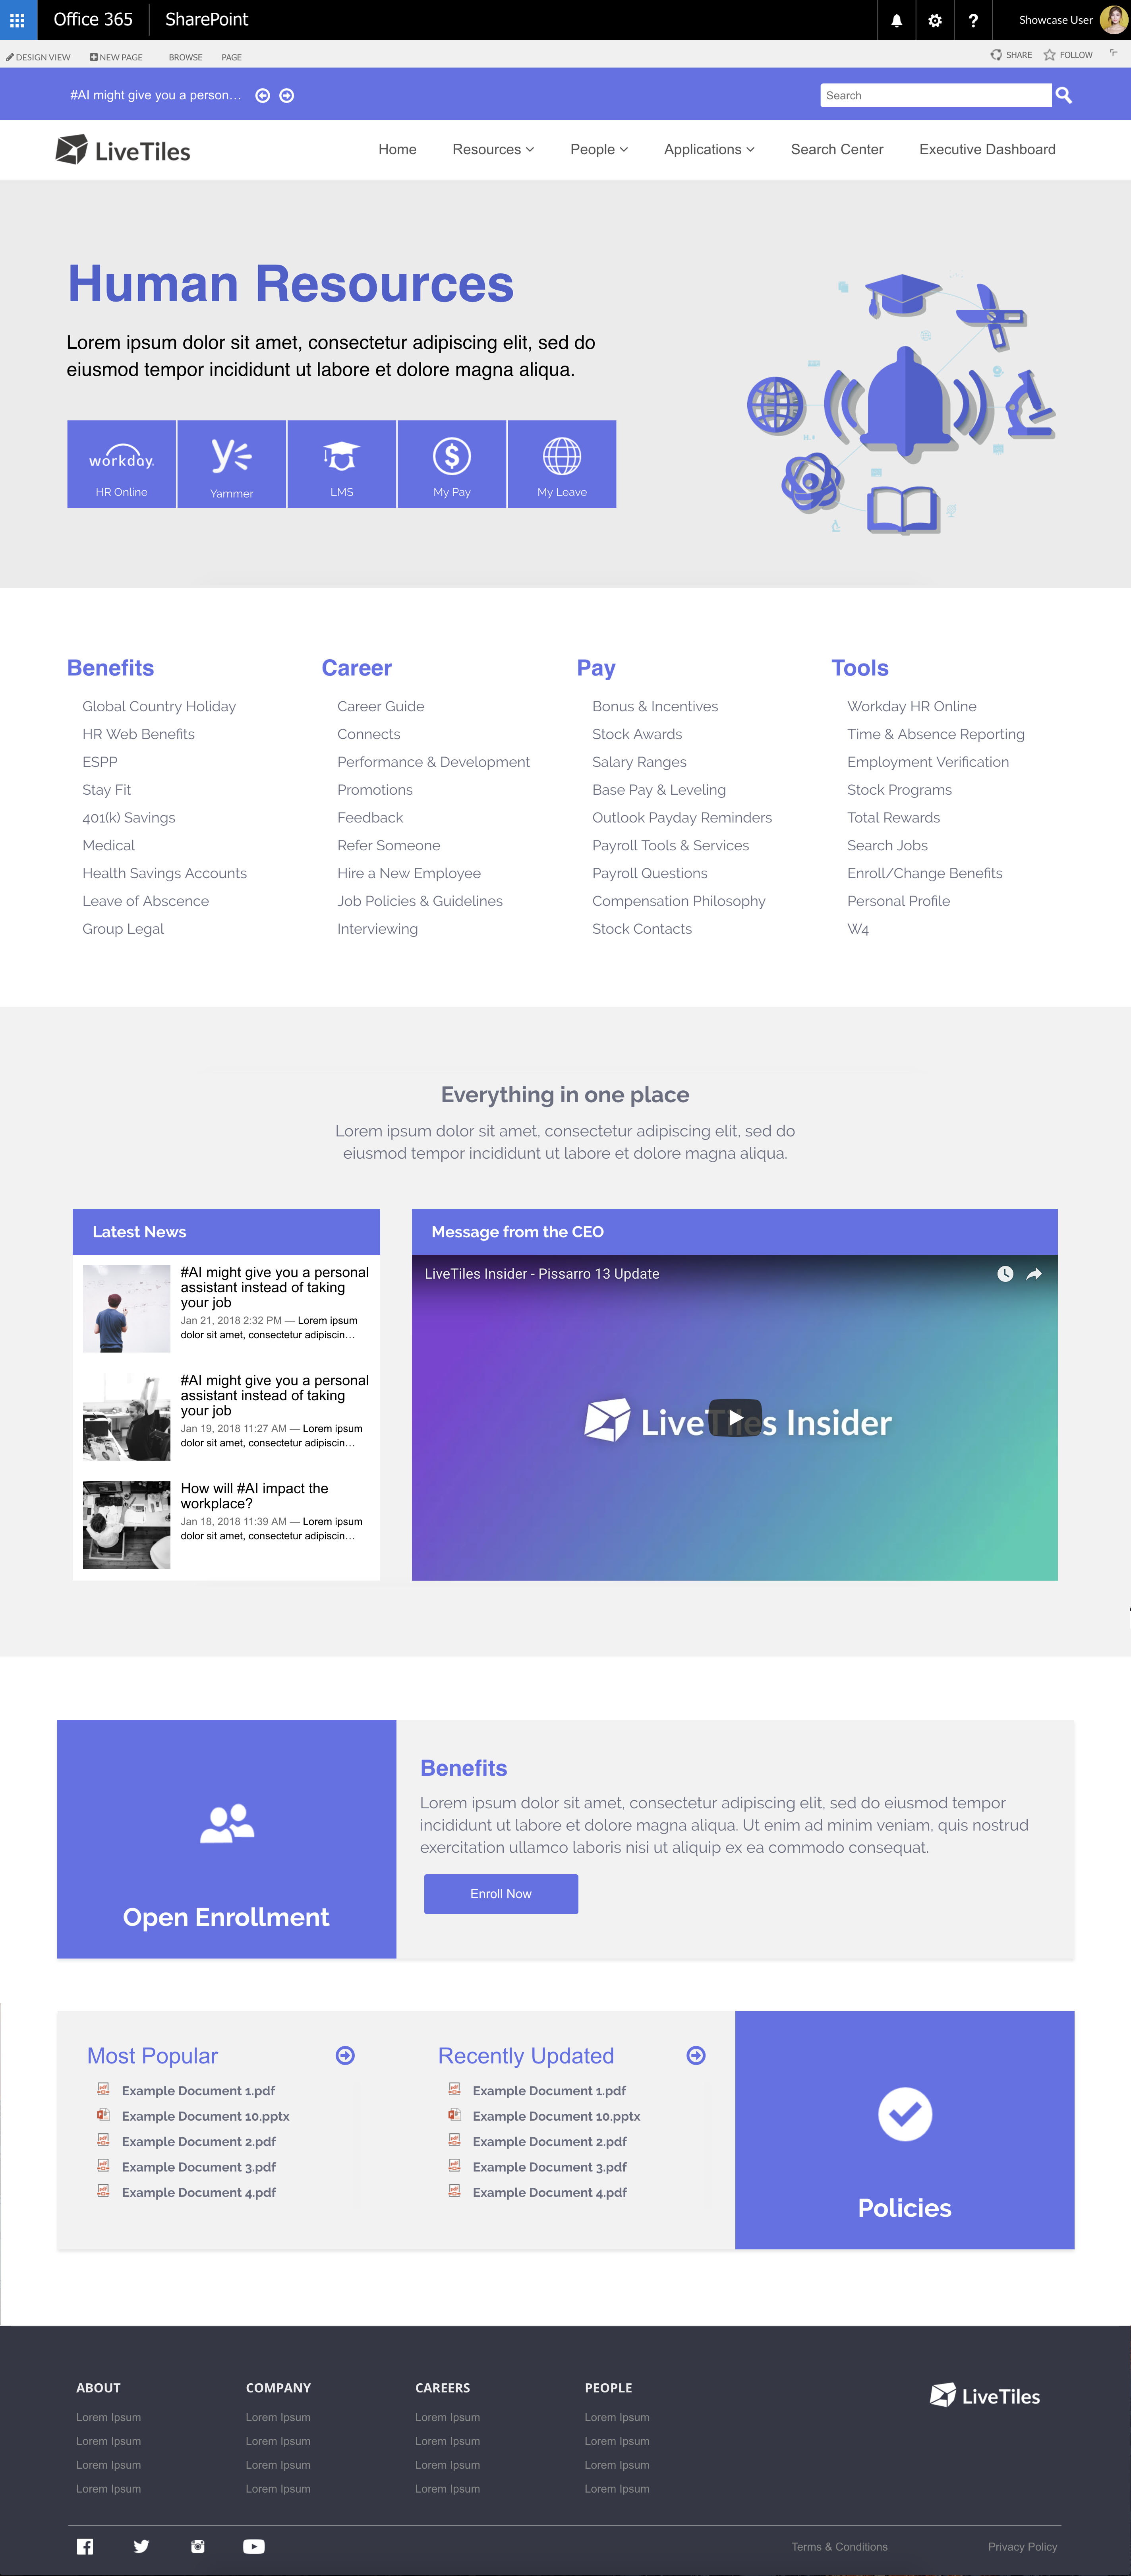 Office 365
SharePoint
Showcase User
DESIGN VIEW
NEW PAGE
BROWSE
PAGE
SHARE
FOLLOW
#AI might give you a person...
Search
LiveTiles
Home
Resources
People
Applications
Search Center
Executive Dashboard
Human Resources
Lorem ipsum dolor sit amet, consectetur adipiscing elit, sed do
eiusmod tempor incididunt ut labore et dolore magna aliqua.
workday.
HR Online
Yammer
LMS
My Pay
My Leave
Benefits
Global Country Holiday
HR Web Benefits
ESPP
Stay Fit
401(k) Savings
Medical
Health Savings Accounts
Leave of Abscence
Group Legal
Career
Career Guide
Connects
Performance & Development
Promotions
Feedback
Refer Someone
Hire a New Employee
Job Policies & Guidelines
Interviewing
Pay
Bonus & Incentives
Stock Awards
Salary Ranges
Base Pay & Leveling
Outlook Payday Reminders
Payroll Tools & Services
Payroll Questions
Compensation Philosophy
Stock Contacts
Tools
Workday HR Online
Time & Absence Reporting
Employment Verification
Stock Programs
Total Rewards
Search Jobs
Enroll/Change Benefits
Personal Profile
W4
Everything in one place
Lorem ipsum dolor sit amet, consectetur adipiscing elit, sed do
eiusmod tempor incididunt ut labore et dolore magna aliqua.
Latest News
#AI might give you a personal
assistant instead of taking
your job
Jan 21, 2018 2:32 PM — Lorem ipsum
dolor sit amet, consectetur adipiscin...
#AI might give you a personal
assistant instead of taking
your job
Jan 19, 2018 11:27 AM — Lorem ipsum
dolor sit amet, consectetur adipiscin...
How will #AI impact the
workplace?
Jan 18, 2018 11:39 AM — Lorem ipsum
dolor sit amet, consectetur adipiscin...
Message from the CEO
LiveTiles Insider - Pissarro 13 Update
LiveTiles Insider
Open Enrollment
Benefits
Lorem ipsum dolor sit amet, consectetur adipiscing elit, sed do eiusmod tempor
incididunt ut labore et dolore magna aliqua. Ut enim ad minim veniam, quis nostrud
exercitation ullamco laboris nisi ut aliquip ex ea commodo consequat.
Enroll Now
Most Popular
Example Document 1.pdf
Example Document 10.pptx
Example Document 2.pdf
Example Document 3.pdf
Example Document 4.pdf
Recently Updated
Example Document 1.pdf
Example Document 10.pptx
Example Document 2.pdf
Example Document 3.pdf
Example Document 4.pdf
Policies
ABOUT
Lorem Ipsum
Lorem Ipsum
Lorem Ipsum
Lorem Ipsum
COMPANY
Lorem Ipsum
Lorem Ipsum
Lorem Ipsum
Lorem Ipsum
CAREERS
Lorem Ipsum
Lorem Ipsum
Lorem Ipsum
Lorem Ipsum
PEOPLE
Lorem Ipsum
Lorem Ipsum
Lorem Ipsum
Lorem Ipsum
LiveTiles
Terms & Conditions
Privacy Policy